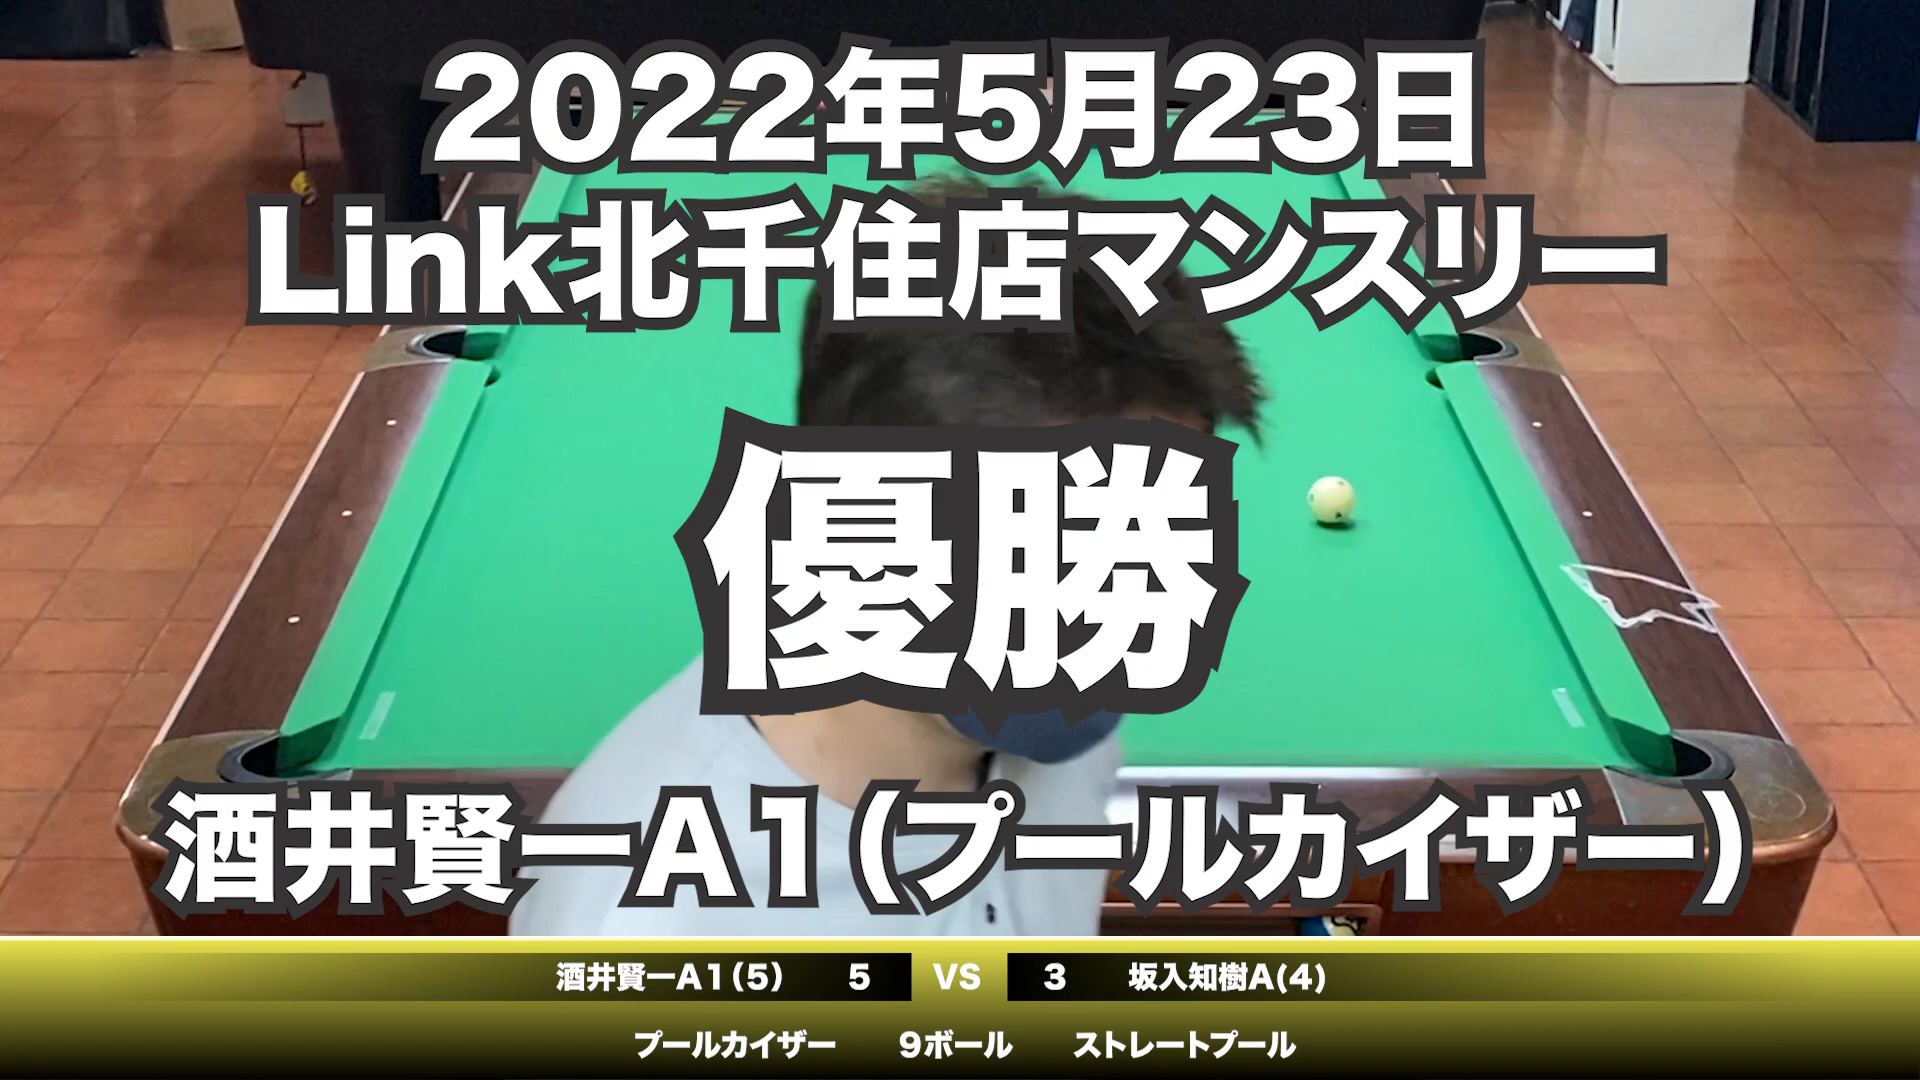 2022年5月23日
Link北千住店マンスリー
優勝
酒井賢一A1(プールカイザー)
酒井賢一A1(5) 5 VS 3 坂入知樹A(4)
プールカイザー 9ボール ストレートプール